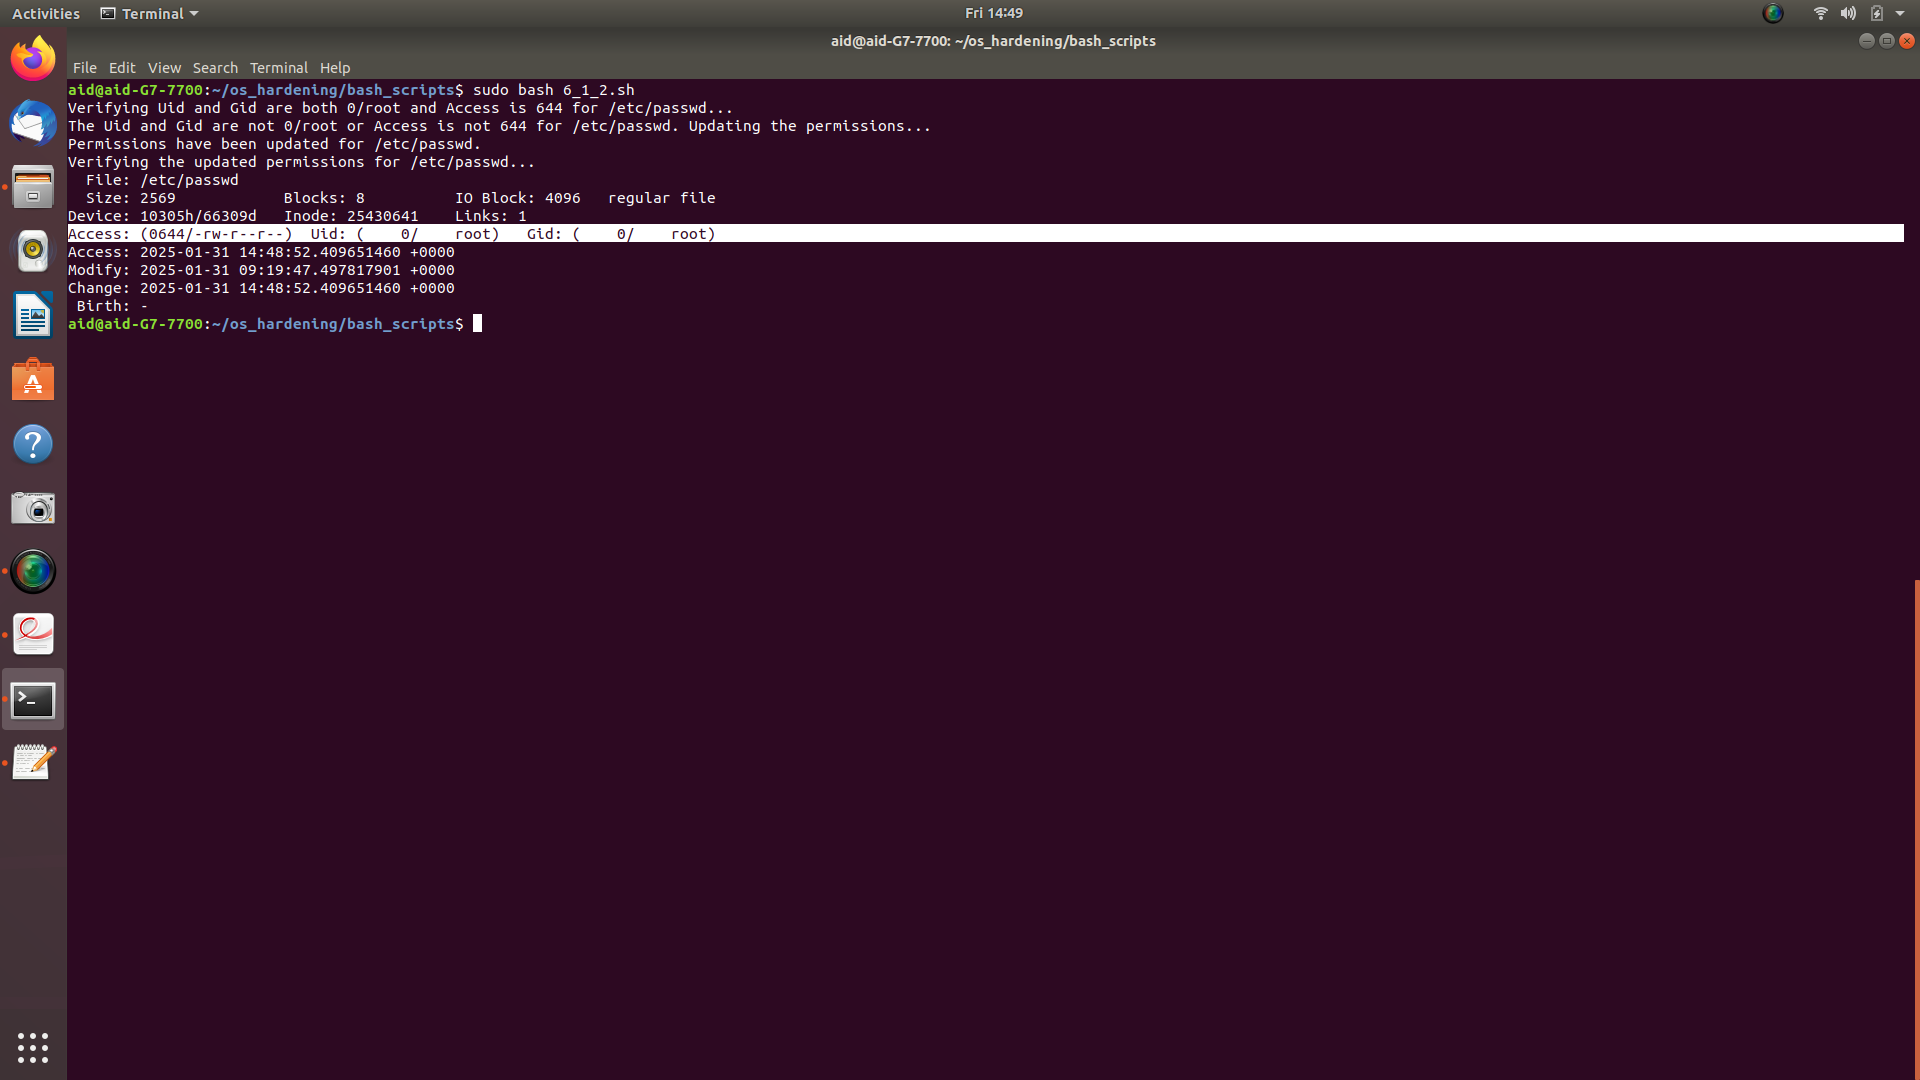 Activities Terminal Fri 14:49
aid@aid-G7-7700: ~/os_hardening/bash_scripts
File Edit View Search Terminal Help
aid@aid-G7-7700:~/os_hardening/bash_scripts$ sudo bash 6_1_2.sh
Verifying Uid and Gid are both 0/root and Access is 644 for /etc/passwd...
The Uid and Gid are not 0/root or Access is not 644 for /etc/passwd. Updating the permissions...
Permissions have been updated for /etc/passwd.
Verifying the updated permissions for /etc/passwd...
  File: /etc/passwd
  Size: 2569            Blocks: 8          IO Block: 4096   regular file
Device: 10305h/66309d   Inode: 25430641    Links: 1
Access: (0644/-rw-r--r--)  Uid: (    0/    root)   Gid: (    0/    root)
Access: 2025-01-31 14:48:52.409651460 +0000
Modify: 2025-01-31 09:19:47.497817901 +0000
Change: 2025-01-31 14:48:52.409651460 +0000
 Birth: -
aid@aid-G7-7700:~/os_hardening/bash_scripts$